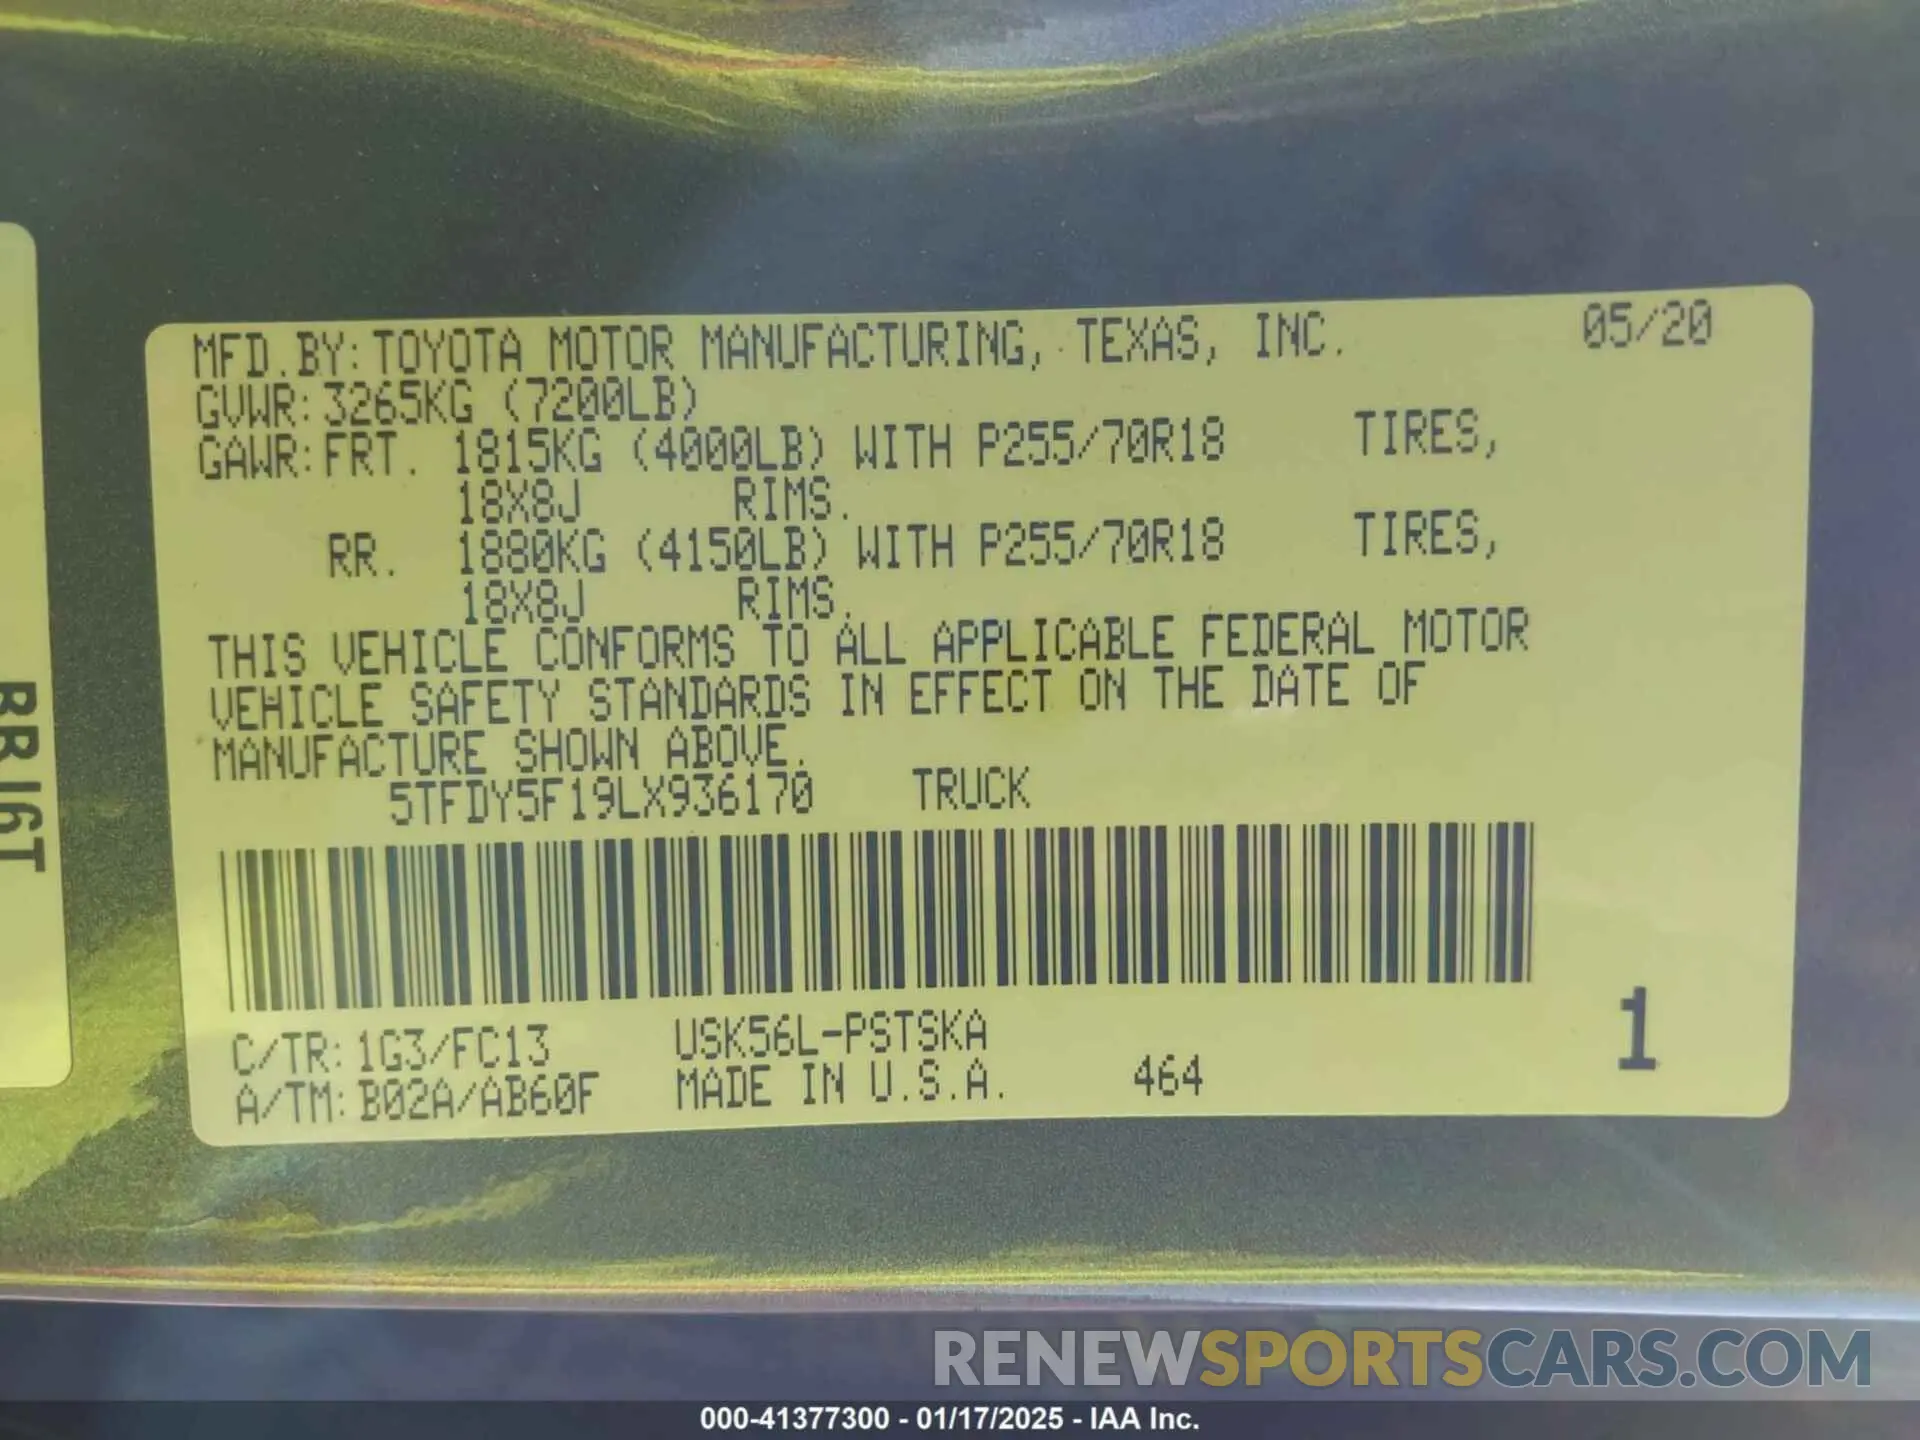 MFD.BY:TOYOTA MOTOR MANUFACTURING, TEXAS, INC. 05/20
GVWR:3265KG (7200LB)
GAWR:FRT. 1815KG (4000LB) WITH P255/70R18 TIRES,
18X8J RIMS.
RR. 1880KG (4150LB) WITH P255/70R18 TIRES,
18X8J RIMS.
THIS VEHICLE CONFORMS TO ALL APPLICABLE FEDERAL MOTOR
VEHICLE SAFETY STANDARDS IN EFFECT ON THE DATE OF
MANUFACTURE SHOWN ABOVE.
5TFDY5F19LX936170 TRUCK
C/TR:1G3/FC13 USK56L-PSTSKA 1
A/TM:B02A/AB60F MADE IN U.S.A. 464
RENEWSPORTSCARS.COM
000-41377300 - 01/17/2025 - IAA Inc.